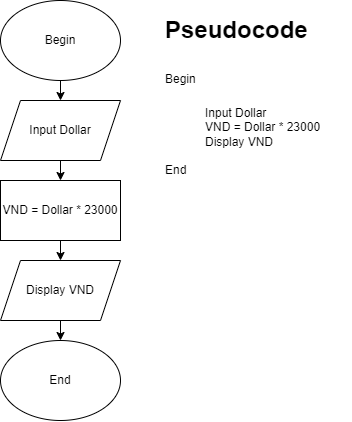 Begin
Input Dollar
VND = Dollar * 23000
Display VND
End
Pseudocode
Begin
Input Dollar
VND = Dollar * 23000
Display VND
End